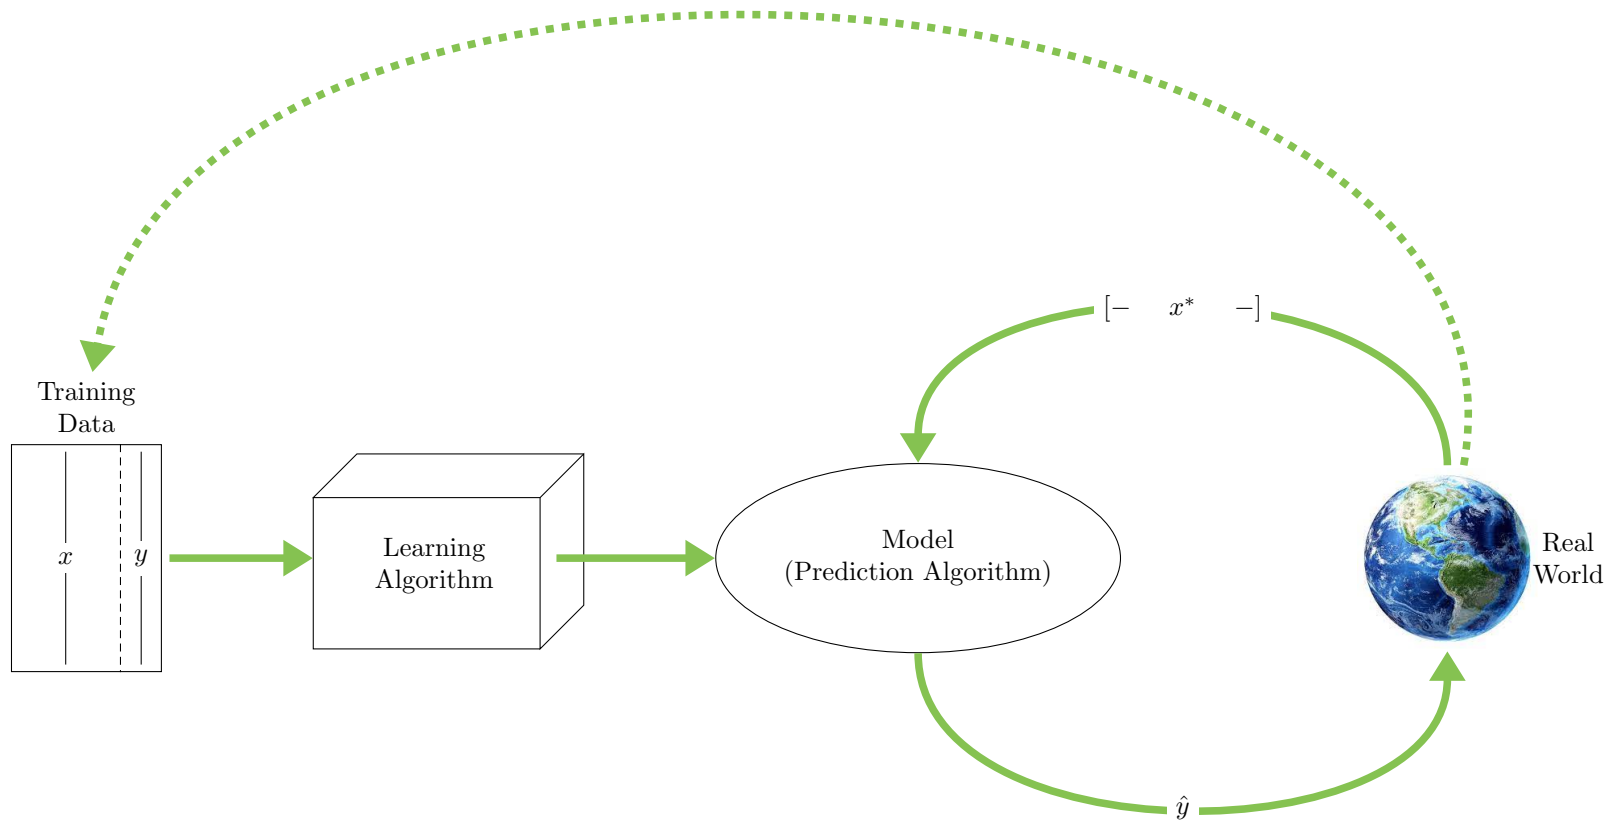 [− x* −]
Training
Data
x
y
Learning
Algorithm
Model
(Prediction Algorithm)
Real
World
ŷ